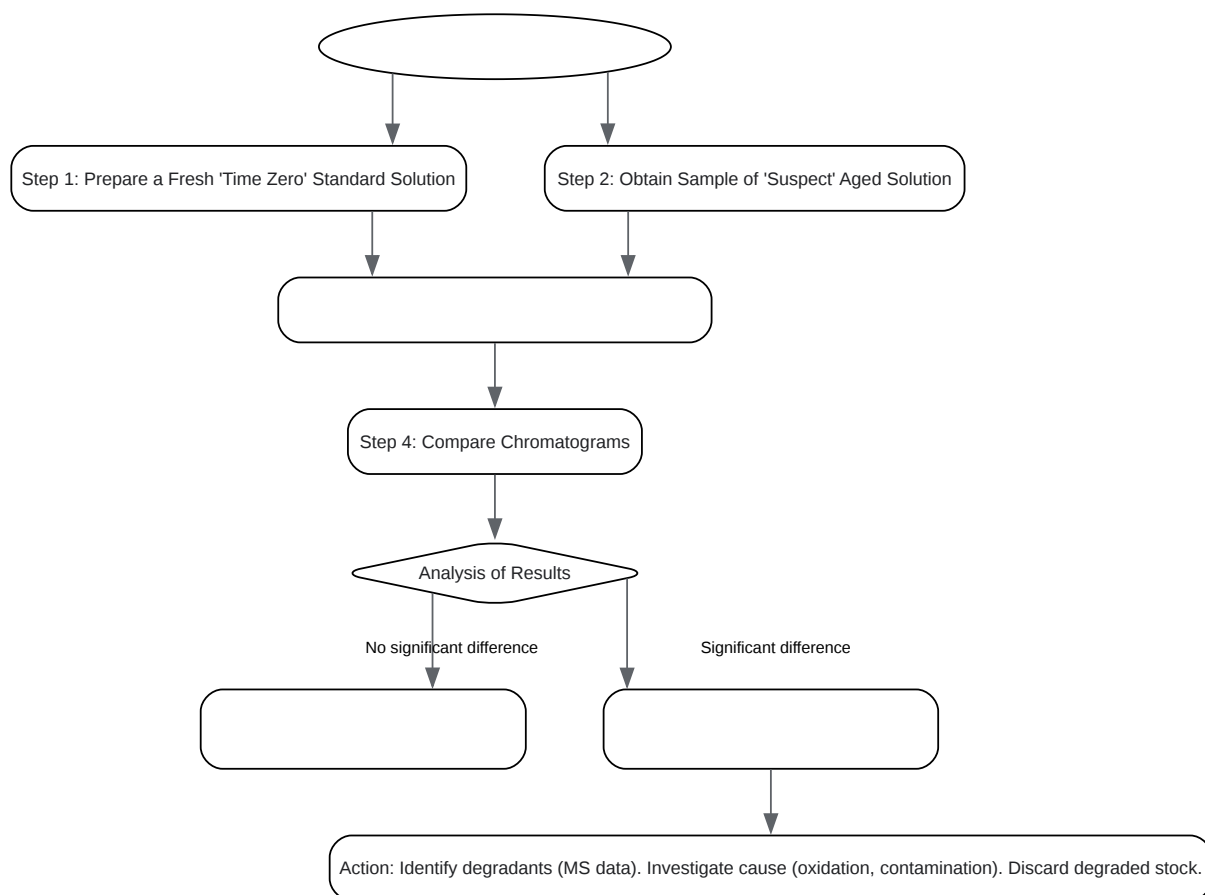 Step 1: Prepare a Fresh 'Time Zero' Standard Solution
Step 2: Obtain Sample of 'Suspect' Aged Solution
Step 4: Compare Chromatograms
Analysis of Results
No significant difference
Significant difference
Action: Identify degradants (MS data). Investigate cause (oxidation, contamination). Discard degraded stock.